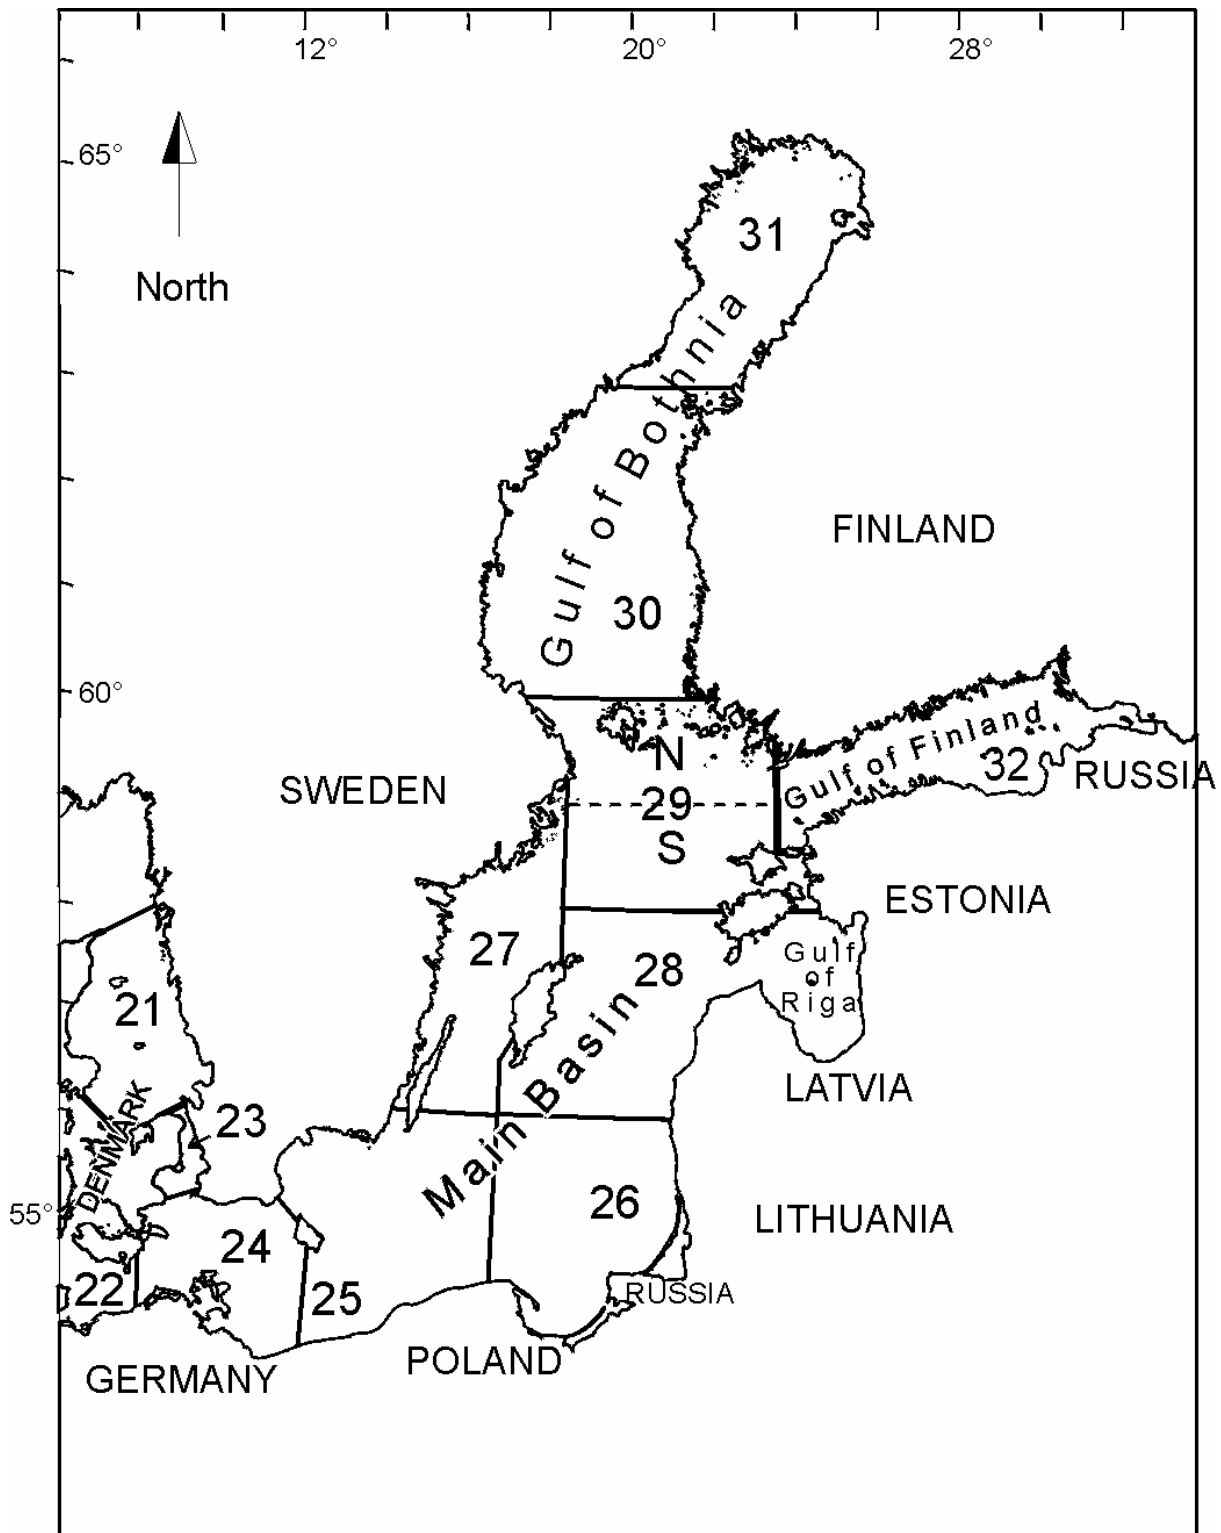 12° 20° 28°
65°
31
North
Gulf of Bothnia
FINLAND
30
60°
N
Gulf of Finland
32
RUSSIA
SWEDEN
29
S
ESTONIA
27
28
Gulf
of
Riga
21
Main Basin
LATVIA
DENMARK
23
26
LITHUANIA
55°
24
22
25
RUSSIA
POLAND
GERMANY